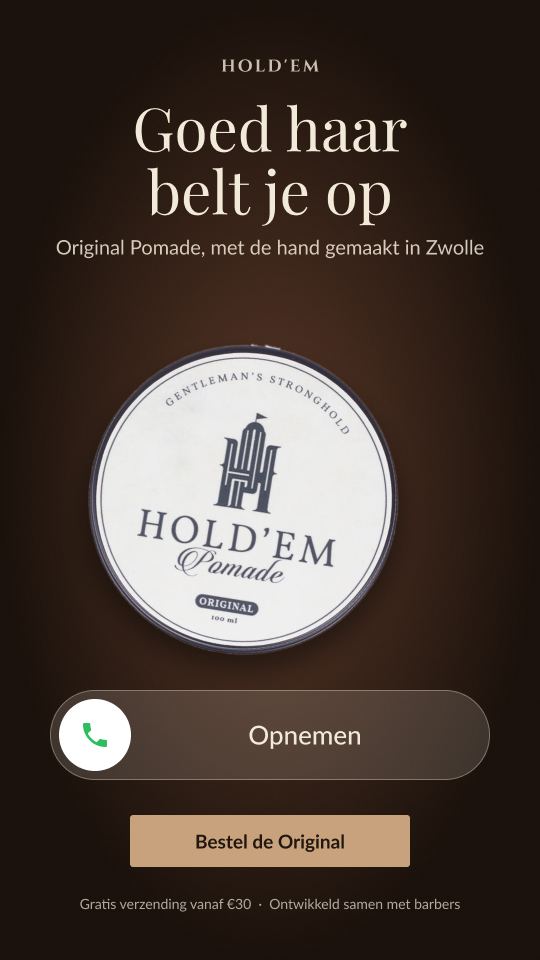 HOLD'EM
Goed haar
belt je op
Original Pomade, met de hand gemaakt in Zwolle
GENTLEMAN'S STRONGHOLD
HOLD'EM
Pomade
ORIGINAL
100 ml
Opnemen
Bestel de Original
Gratis verzending vanaf €30 · Ontwikkeld samen met barbers